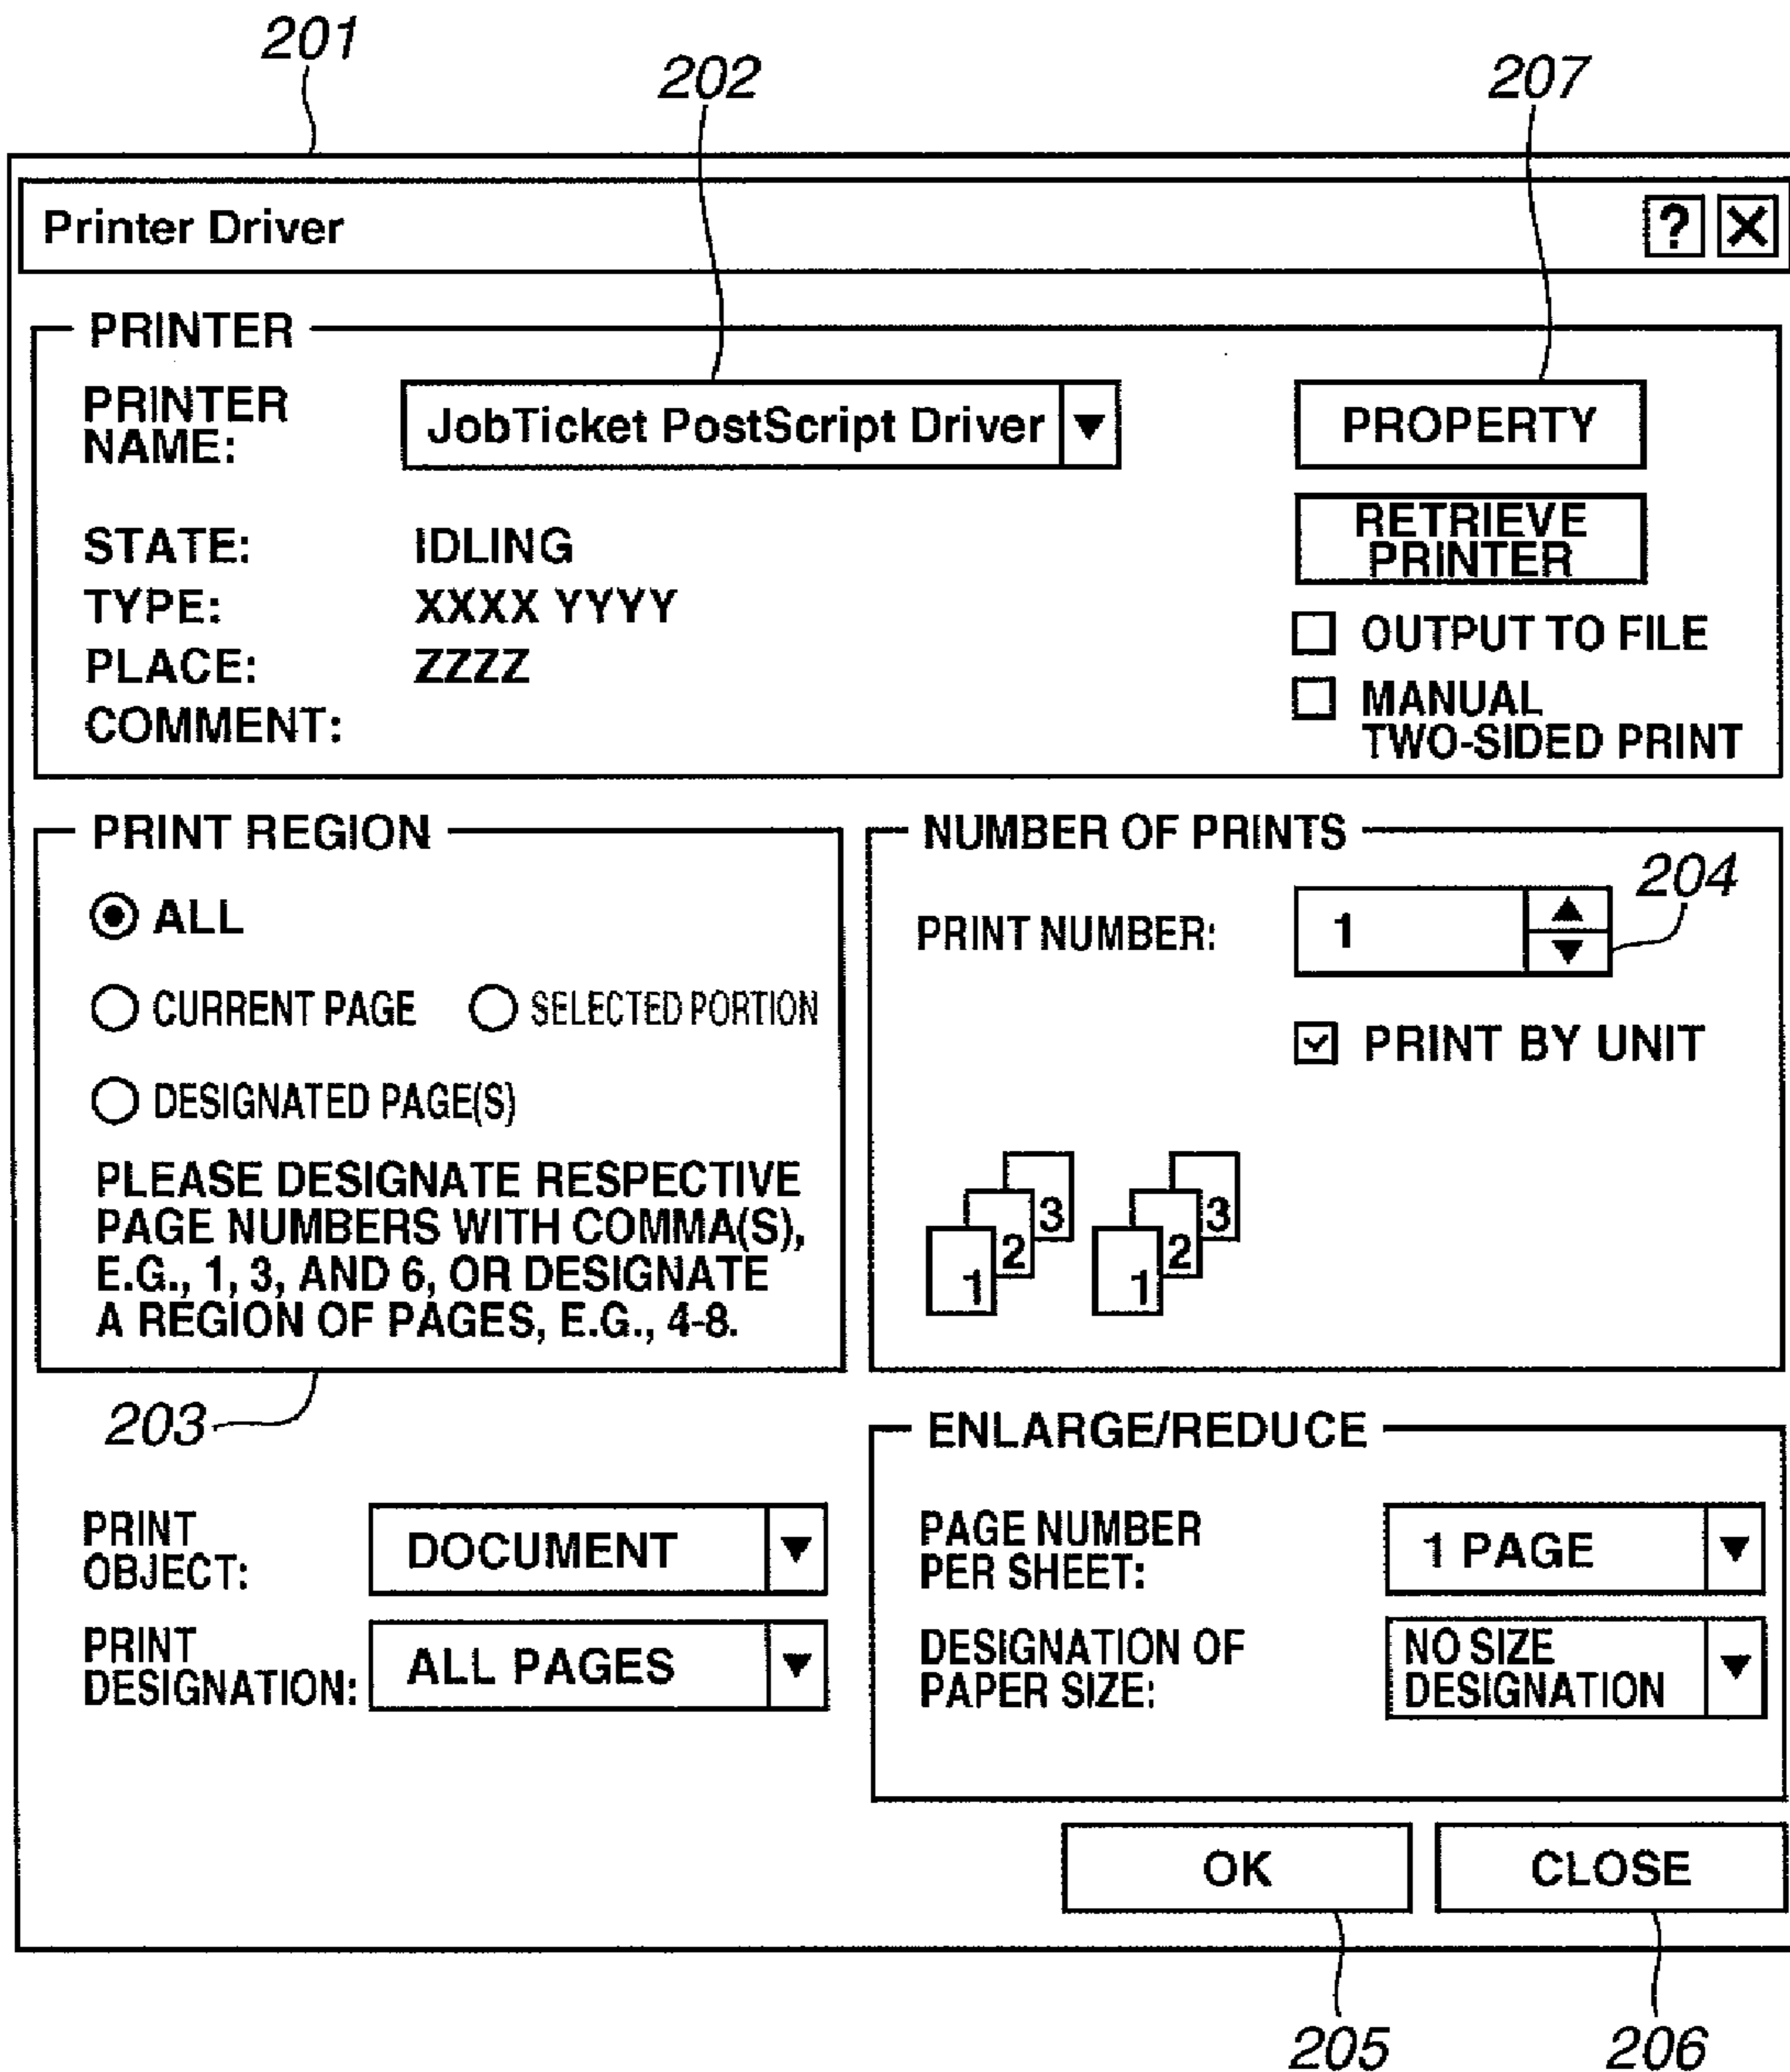 201
202
207
Printer Driver
?
X
PRINTER
PRINTER
NAME:
JobTicket PostScript Driver
PROPERTY
RETRIEVE
PRINTER
STATE: IDLING
TYPE: XXXX YYYY
PLACE: ZZZZ
COMMENT:
OUTPUT TO FILE
MANUAL
TWO-SIDED PRINT
PRINT REGION
ALL
CURRENT PAGE
SELECTED PORTION
DESIGNATED PAGE(S)
PLEASE DESIGNATE RESPECTIVE
PAGE NUMBERS WITH COMMA(S),
E.G., 1, 3, AND 6, OR DESIGNATE
A REGION OF PAGES, E.G., 4-8.
203
NUMBER OF PRINTS
PRINT NUMBER: 1
204
PRINT BY UNIT
1 2 3
1 2 3
PRINT
OBJECT:
DOCUMENT
PRINT
DESIGNATION:
ALL PAGES
ENLARGE/REDUCE
PAGE NUMBER
PER SHEET:
1 PAGE
DESIGNATION OF
PAPER SIZE:
NO SIZE
DESIGNATION
OK
CLOSE
205
206